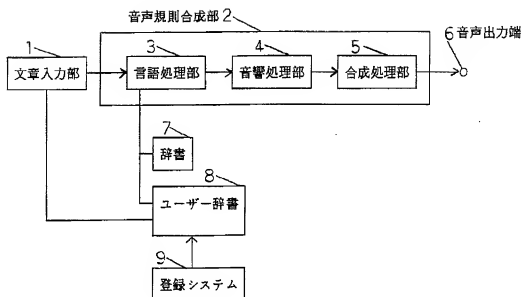 音声規則合成部 2
1 3 4 5 6 音声出力端
文章入力部 言語処理部 音響処理部 合成処理部
7
辞書
8
ユーザー辞書
9
登録システム